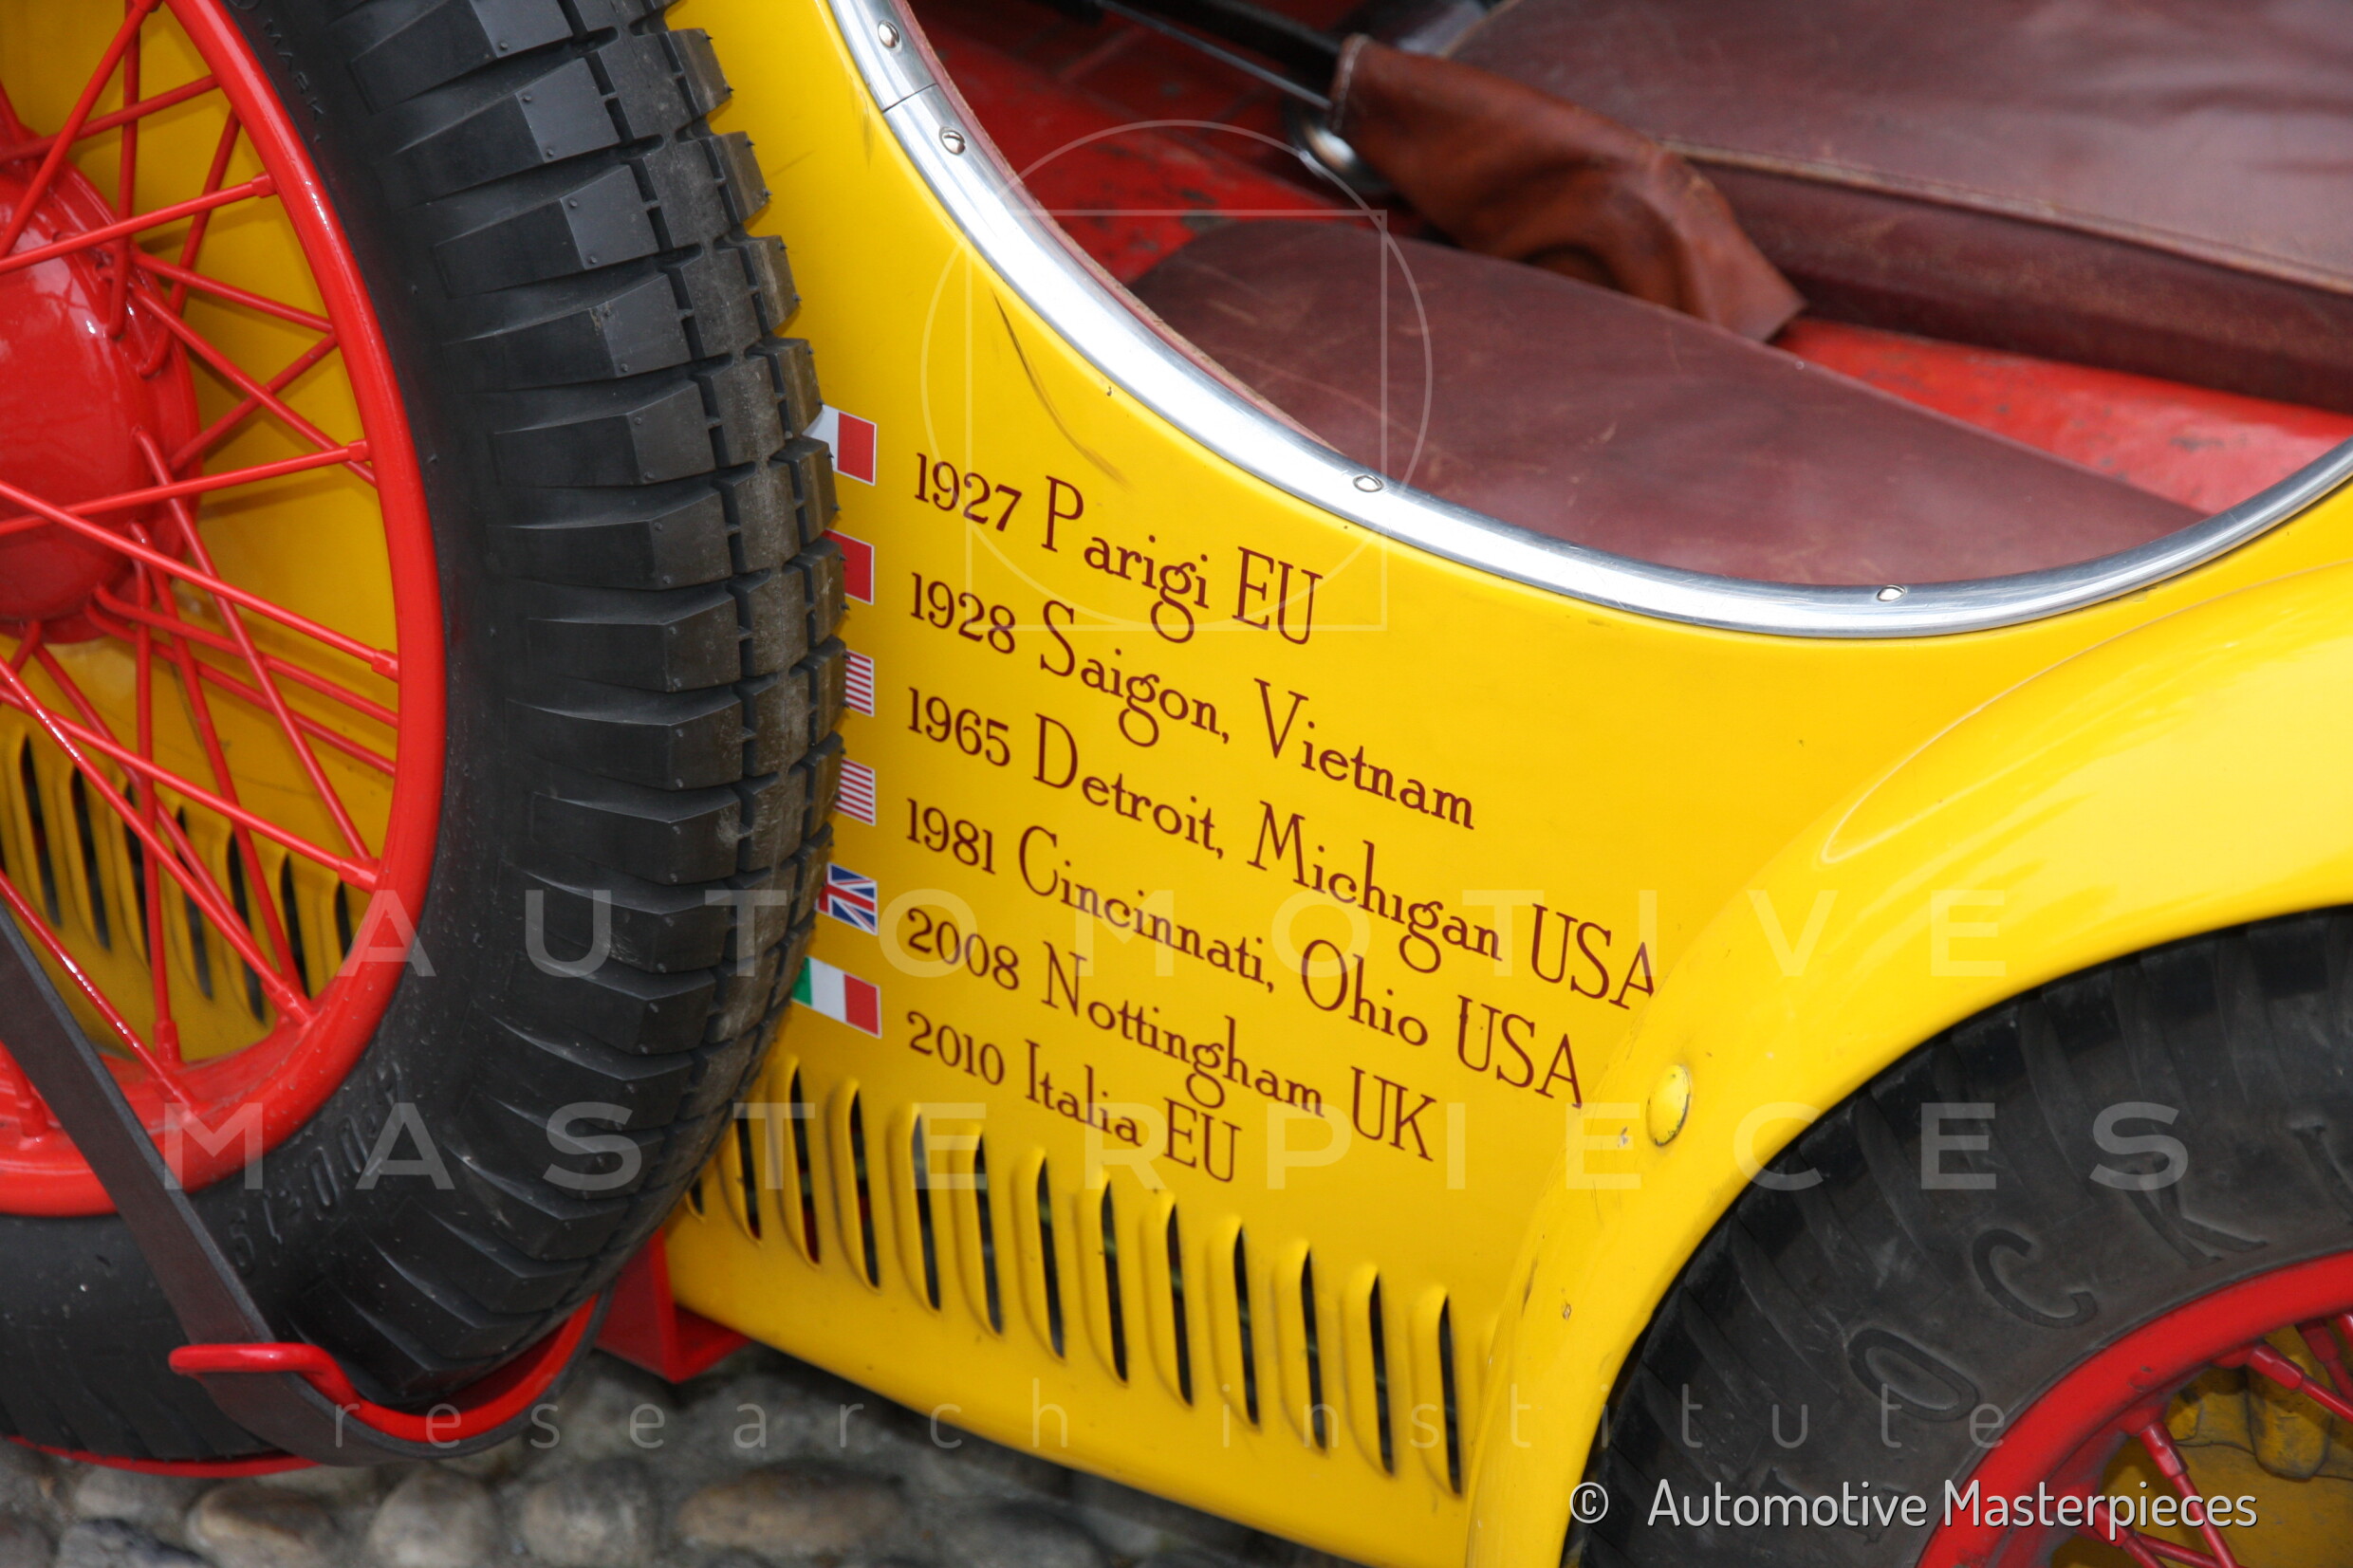 1927 Parigi EU
1928 Saigon, Vietnam
1965 Detroit, Michigan USA
1981 Cincinnati, Ohio USA
2008 Nottingham UK
2010 Italia EU
AUTOMOTIVE
MASTERPIECES
research institute
© Automotive Masterpieces